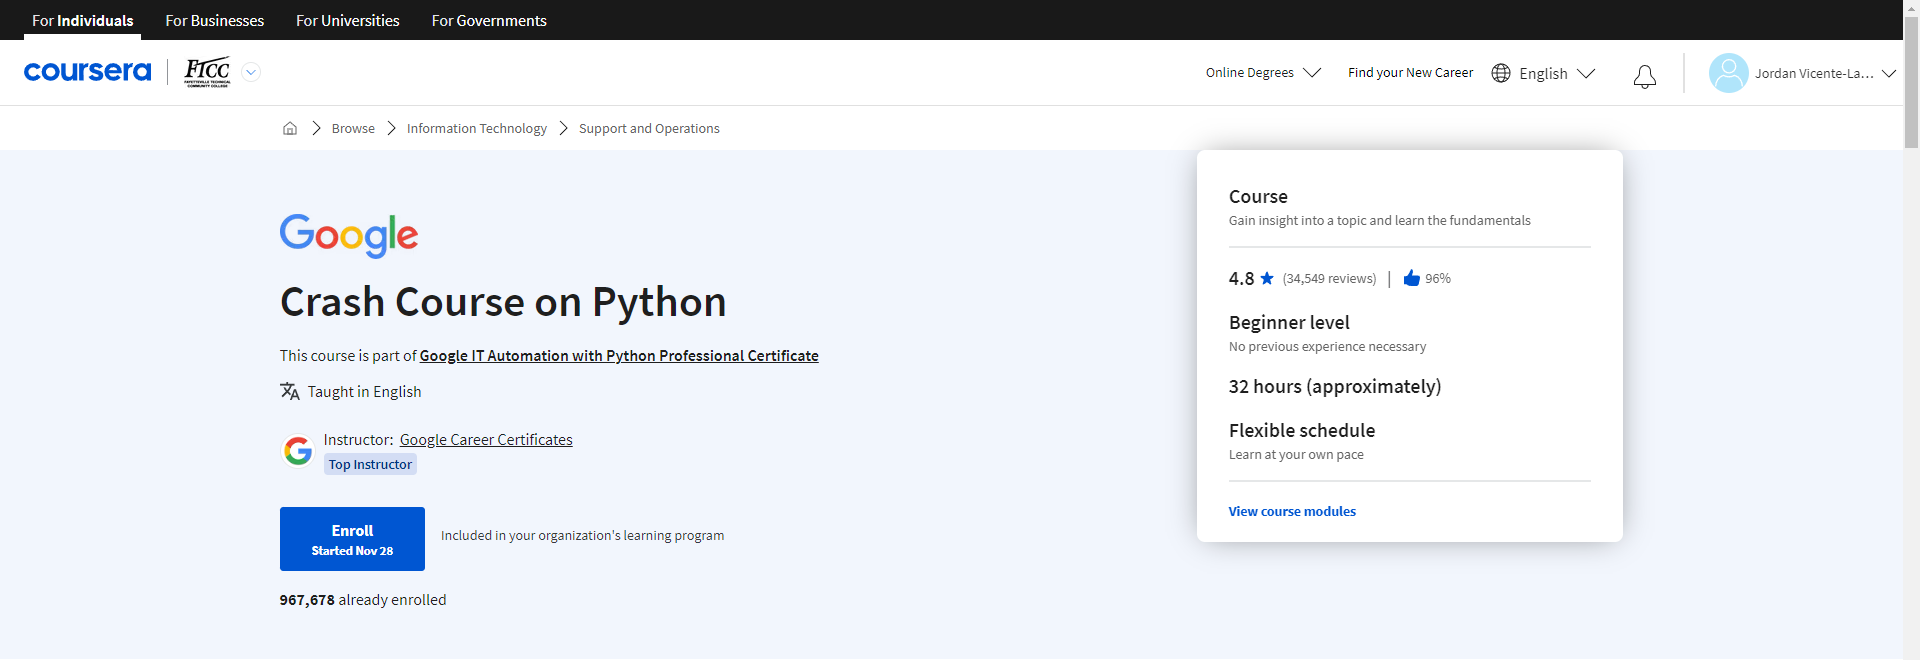 For Individuals
For Businesses
For Universities
For Governments
coursera
FTCC
FAYETTEVILLE TECHNICAL
COMMUNITY COLLEGE
Online Degrees
Find your New Career
English
Jordan Vicente-La...
Browse
Information Technology
Support and Operations
Google
Crash Course on Python
This course is part of Google IT Automation with Python Professional Certificate
Taught in English
Instructor: Google Career Certificates
Top Instructor
Enroll
Started Nov 28
Included in your organization's learning program
967,678 already enrolled
Course
Gain insight into a topic and learn the fundamentals
4.8 ★ (34,549 reviews) | 96%
Beginner level
No previous experience necessary
32 hours (approximately)
Flexible schedule
Learn at your own pace
View course modules